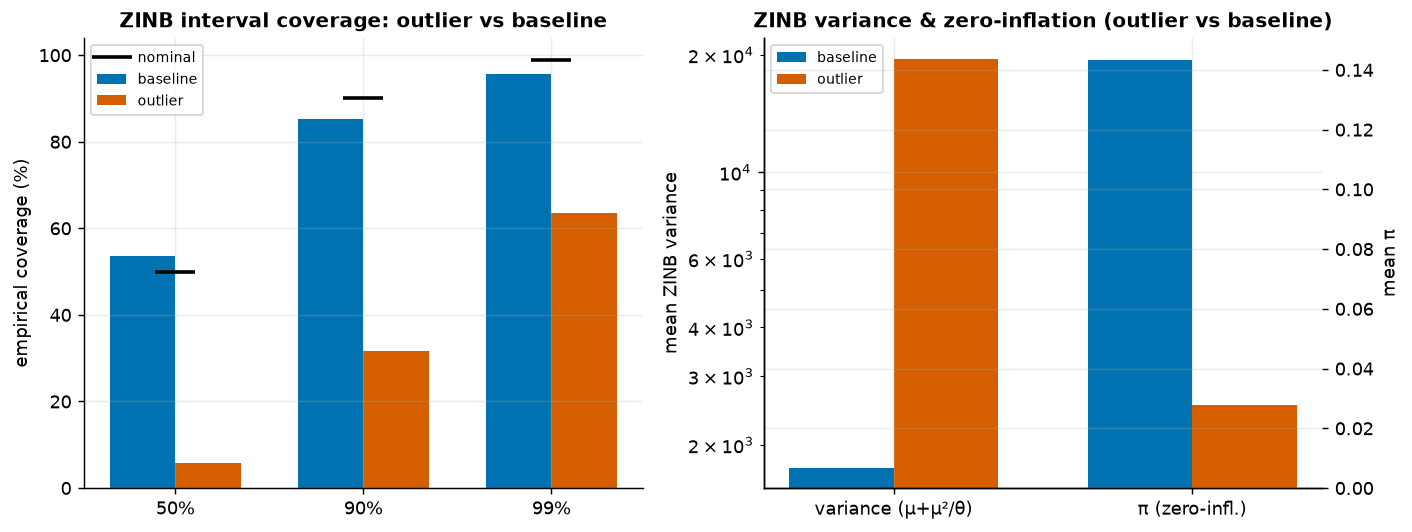 ZINB interval coverage: outlier vs baseline
nominal
baseline
outlier
empirical coverage (%)
100
80
60
40
20
0
50%
90%
99%
ZINB variance & zero-inflation (outlier vs baseline)
baseline
outlier
mean ZINB variance
2 × 10⁴
10⁴
6 × 10³
4 × 10³
3 × 10³
2 × 10³
variance (μ+μ²/θ)
π (zero-infl.)
0.14
0.12
0.10
0.08
0.06
0.04
0.02
0.00
mean π